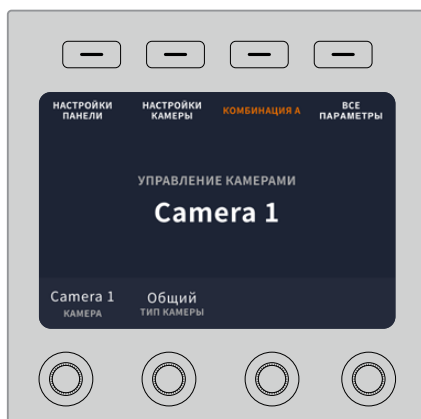 НАСТРОЙКИ ПАНЕЛИ
НАСТРОЙКИ КАМЕРЫ
КОМБИНАЦИЯ А
ВСЕ ПАРАМЕТРЫ
УПРАВЛЕНИЕ КАМЕРАМИ
Camera 1
Camera 1
КАМЕРА
Общий
ТИП КАМЕРЫ